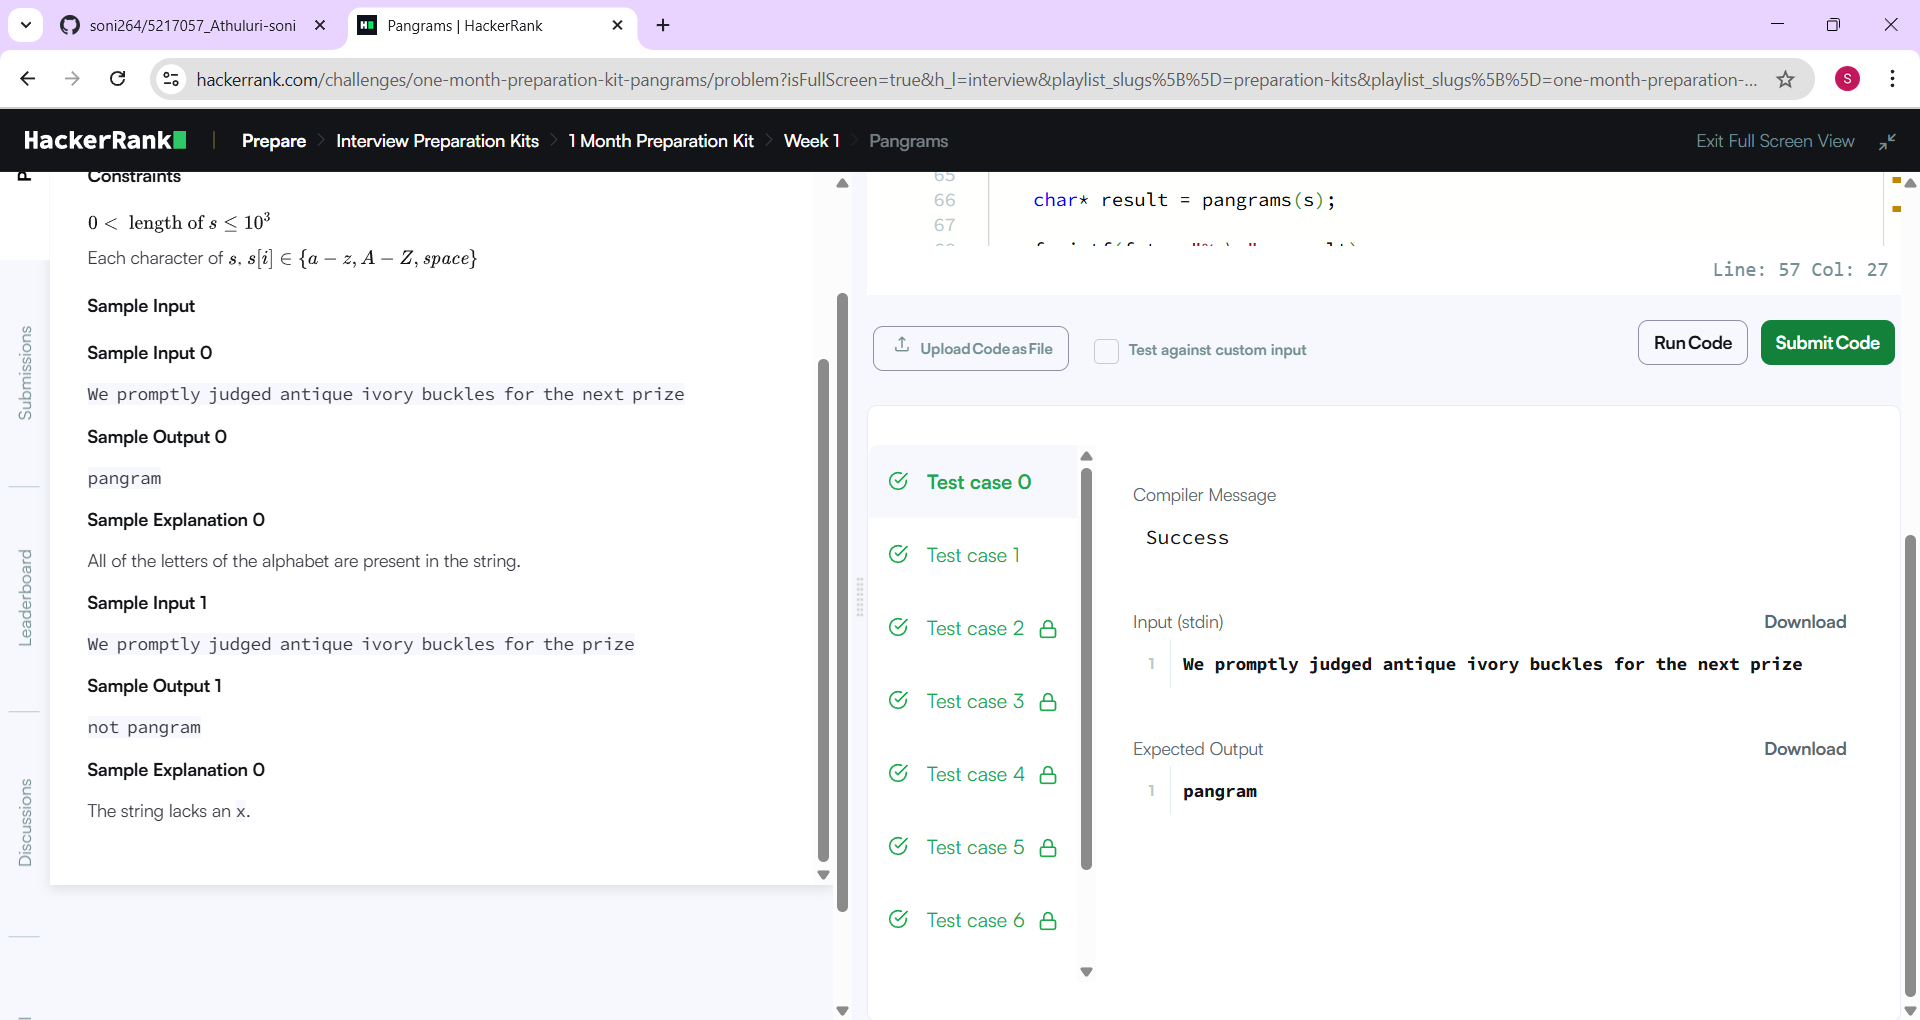 soni264/5217057_Athuluri-soni
Pangrams | HackerRank
hackerrank.com/challenges/one-month-preparation-kit-pangrams/problem?isFullScreen=true&h_l=interview&playlist_slugs%5B%5D=preparation-kits&playlist_slugs%5B%5D=one-month-preparation-...
S
HackerRank
Prepare
Interview Preparation Kits
1 Month Preparation Kit
Week 1
Pangrams
Exit Full Screen View
Submissions
Leaderboard
Discussions
Constraints
0 < length of s ≤ 10³
Each character of s, s[i] ∈ {a − z, A − Z, space}
Sample Input
Sample Input 0
We promptly judged antique ivory buckles for the next prize
Sample Output 0
pangram
Sample Explanation 0
All of the letters of the alphabet are present in the string.
Sample Input 1
We promptly judged antique ivory buckles for the prize
Sample Output 1
not pangram
Sample Explanation 0
The string lacks an x.
65
66 char* result = pangrams(s);
67
Line: 57 Col: 27
Upload Code as File
Test against custom input
Run Code
Submit Code
Test case 0
Test case 1
Test case 2
Test case 3
Test case 4
Test case 5
Test case 6
Compiler Message
Success
Input (stdin)
Download
1 We promptly judged antique ivory buckles for the next prize
Expected Output
Download
1 pangram